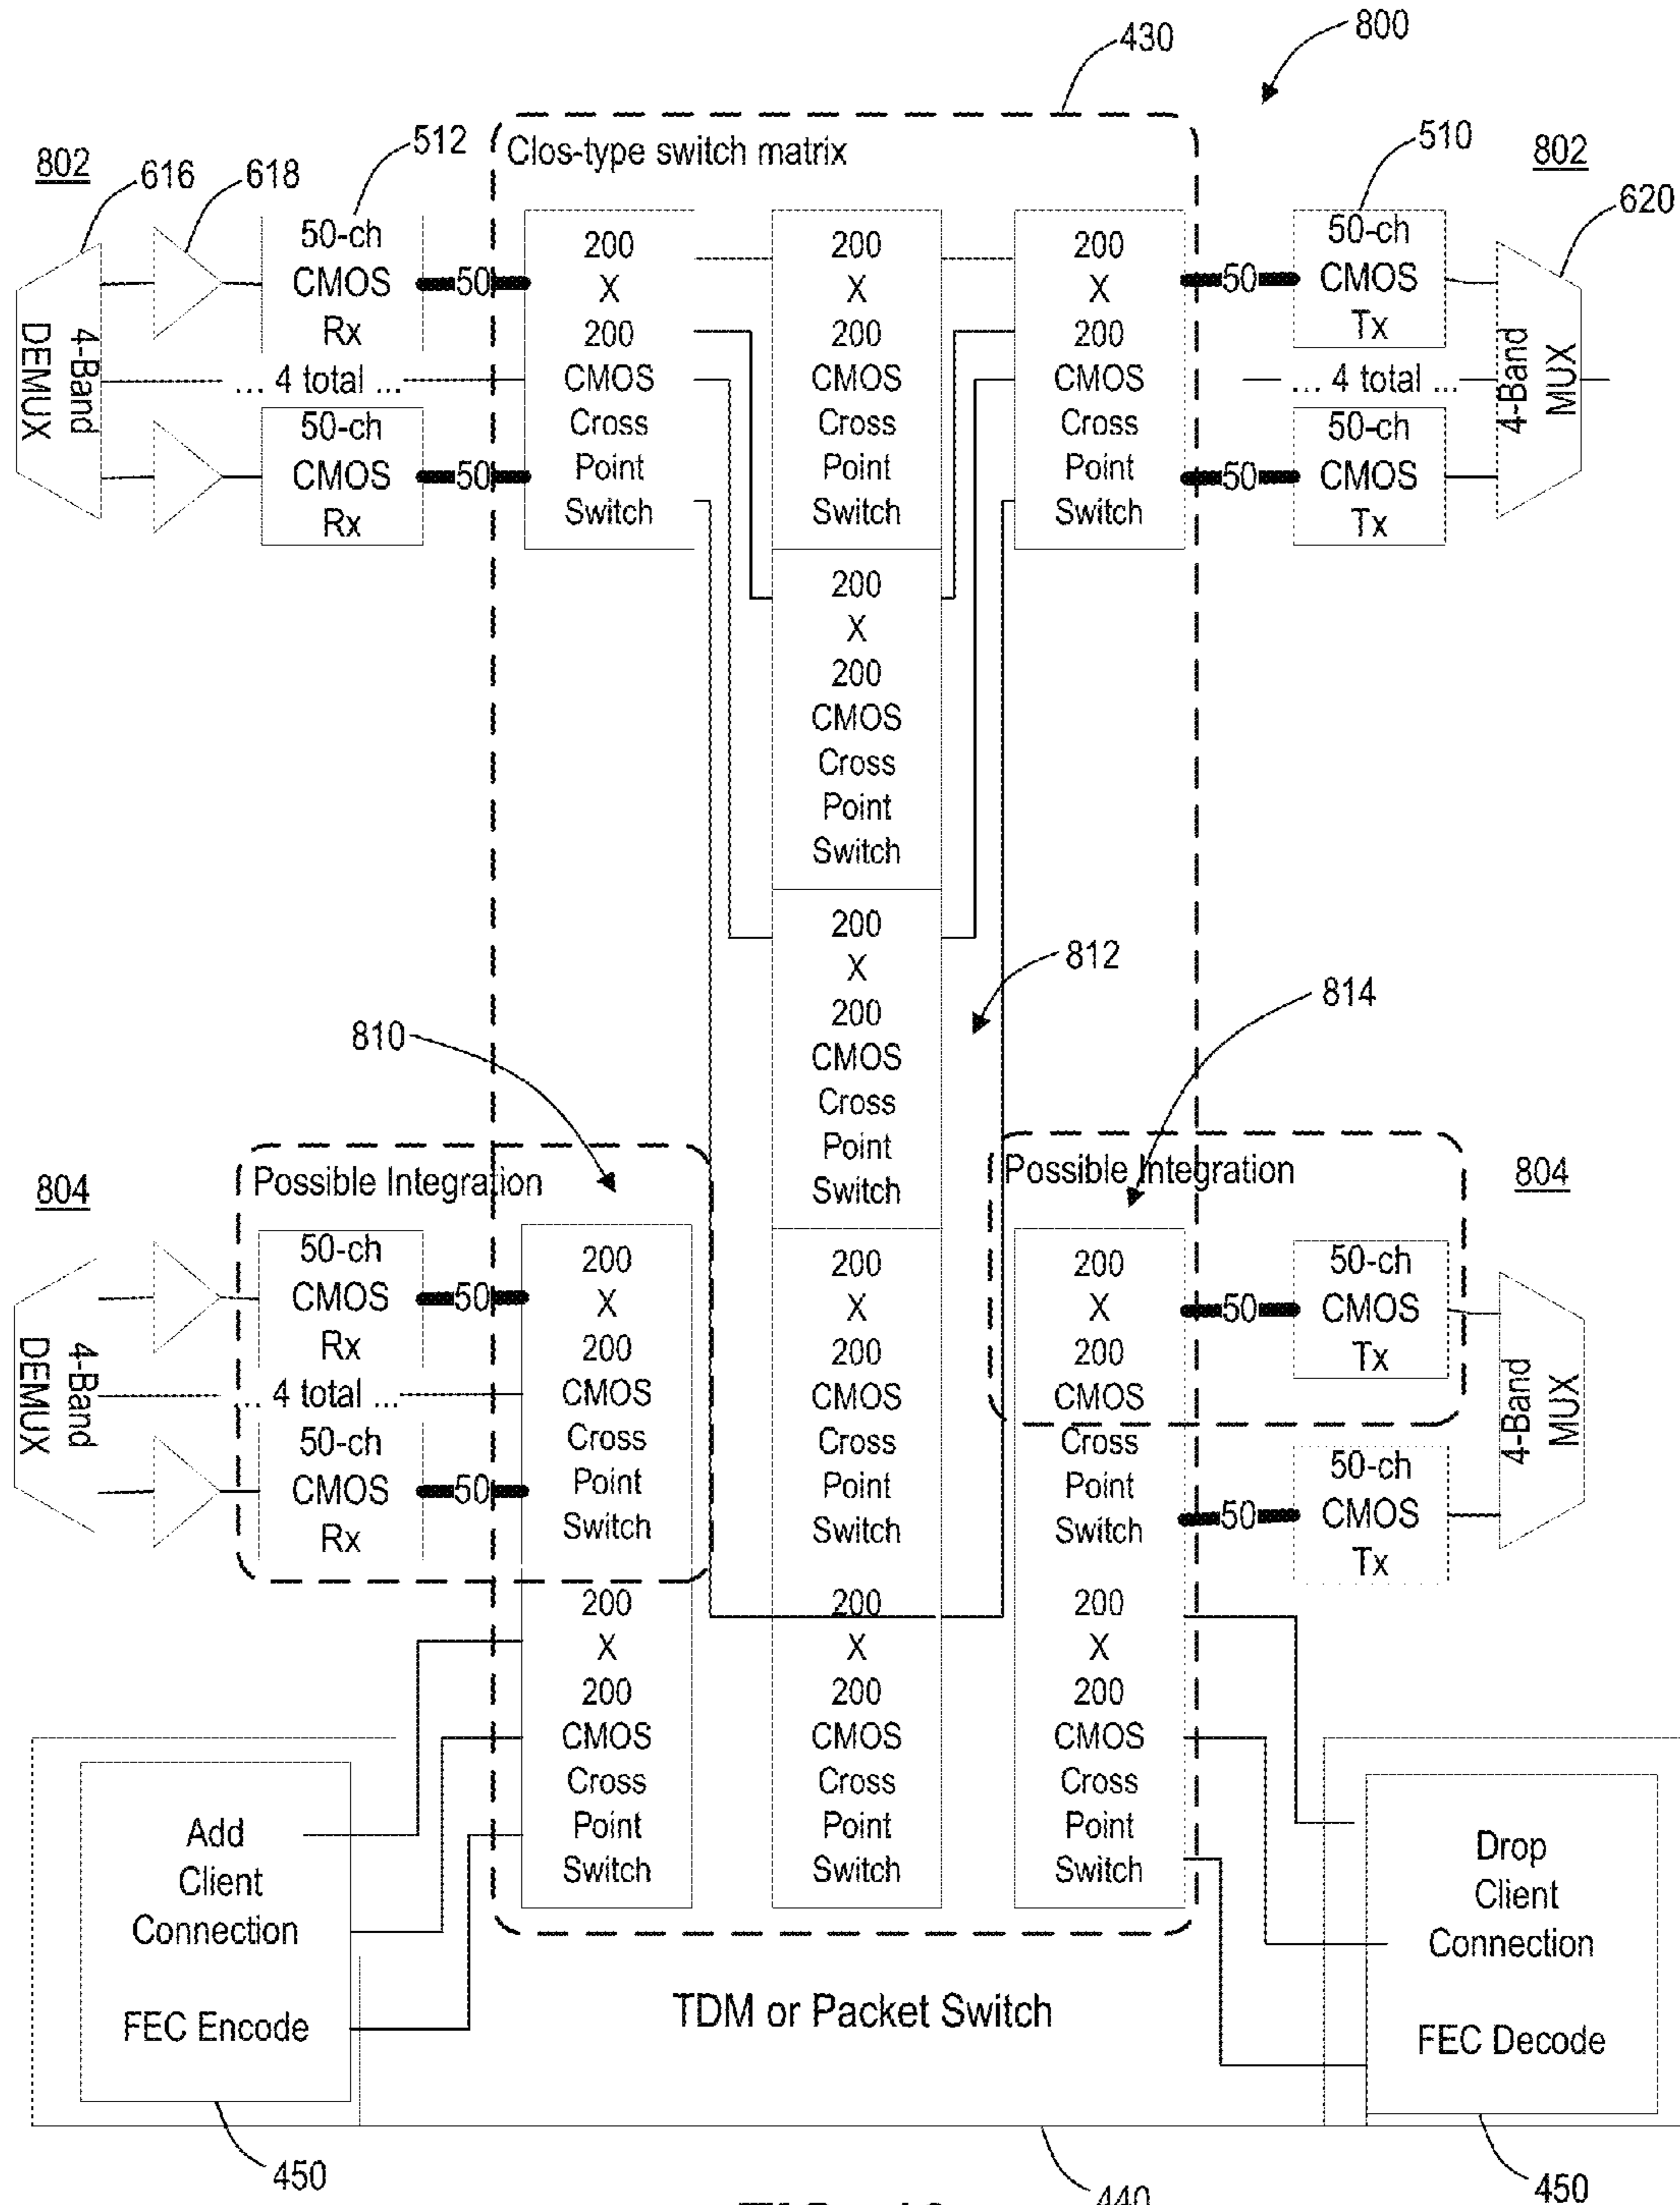 800
430
802
616
618
512
Clos-type switch matrix
510
802
620
4-Band
DEMUX
50-ch
CMOS
Rx
50
... 4 total ...
50-ch
CMOS
Rx
50
200
X
200
CMOS
Cross
Point
Switch
200
X
200
CMOS
Cross
Point
Switch
200
X
200
CMOS
Cross
Point
Switch
50
50-ch
CMOS
Tx
... 4 total ...
50
50-ch
CMOS
Tx
4-Band
MUX
200
X
200
CMOS
Cross
Point
Switch
200
X
200
CMOS
Cross
Point
Switch
812
814
810
804
Possible Integration
Possible Integration
804
4-Band
DEMUX
50-ch
CMOS
Rx
50
.. 4 total ...
50-ch
CMOS
Rx
50
200
X
200
CMOS
Cross
Point
Switch
200
X
200
CMOS
Cross
Point
Switch
200
X
200
CMOS
Cross
Point
Switch
50
50-ch
CMOS
Tx
50
50-ch
CMOS
Tx
4-Band
MUX
200
X
200
CMOS
Cross
Point
Switch
200
X
200
CMOS
Cross
Point
Switch
200
X
200
CMOS
Cross
Point
Switch
Add
Client
Connection
FEC Encode
TDM or Packet Switch
Drop
Client
Connection
FEC Decode
450
440
450